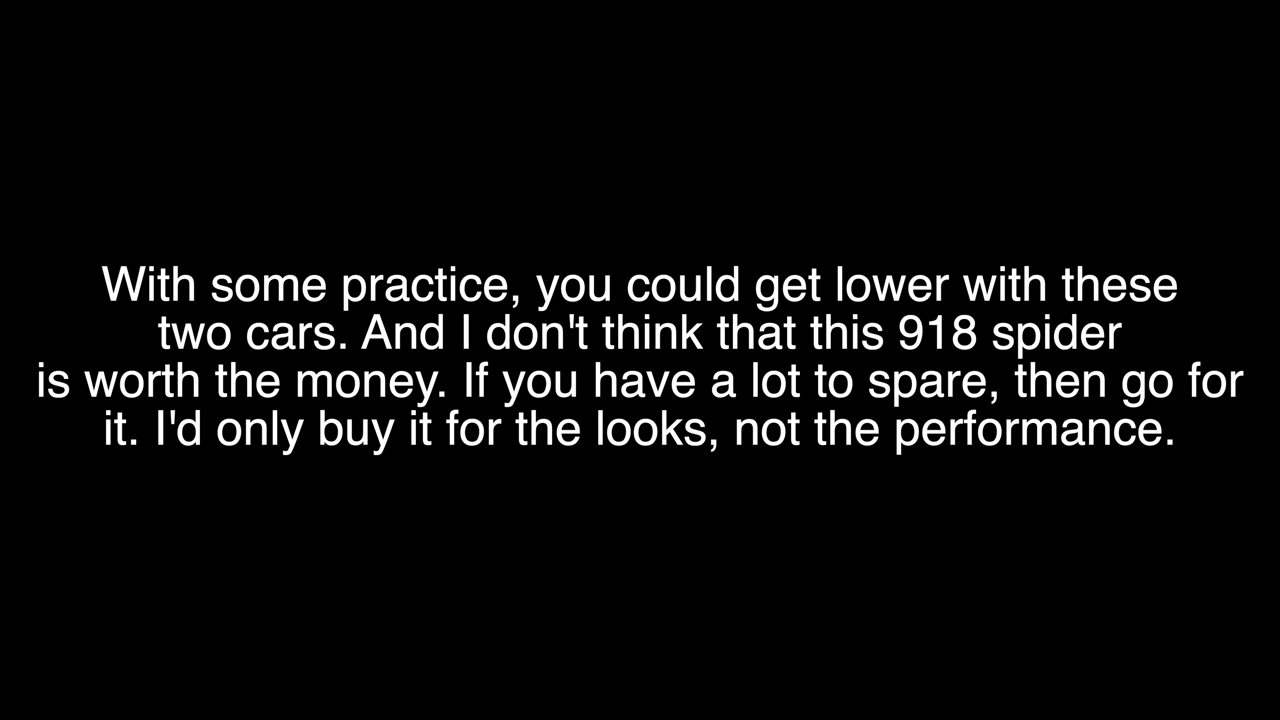 With some practice, you could get lower with these
two cars. And I don't think that this 918 spider
is worth the money. If you have a lot to spare, then go for
it. I'd only buy it for the looks, not the performance.